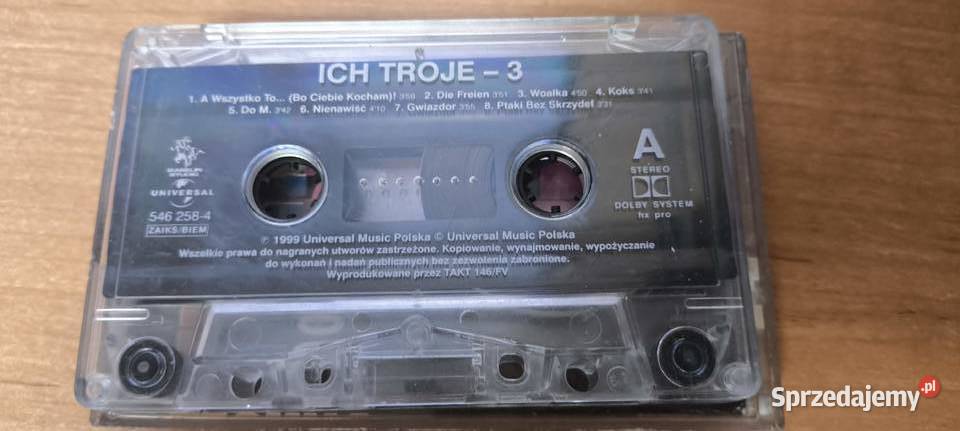 ICH TROJE – 3
1. A Wszystko To... (Bo Ciebie Kocham)! 3:58 2. Die Freien 3:51 3. Woalka 4:50 4. Koks 3:41
5. Do M. 3:42 6. Nienawiść 4:10 7. Gwiazdor 3:55 8. Ptaki Bez Skrzydeł 3:31
A
STEREO
DOLBY SYSTEM
hx pro
STUDIO
UNIVERSAL
546 258-4
ZAIKS/BIEM
℗ 1999 Universal Music Polska © Universal Music Polska
Wszelkie prawa do nagranych utworów zastrzeżone. Kopiowanie, wynajmowanie, wypożyczanie
do wykonań i nadań publicznych bez zezwolenia zabronione.
Wyprodukowane przez TAKT 146/FV
Sprzedajemy.pl